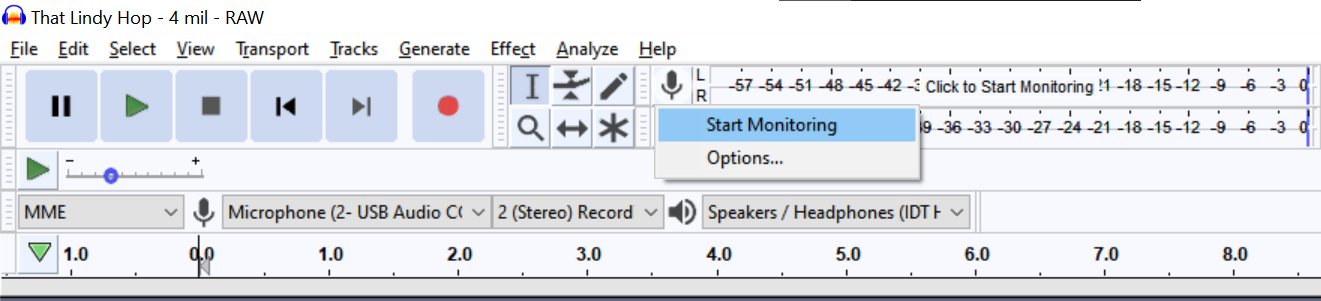 That Lindy Hop - 4 mil - RAW
File Edit Select View Transport Tracks Generate Effect Analyze Help
L
R
-57 -54 -51 -48 -45 -42 Click to Start Monitoring -18 -15 -12 -9 -6 -3 0
Start Monitoring
-36 -33 -30 -27 -24 -21 -18 -15 -12 -9 -6 -3 0
Options...
- +
MME Microphone (2- USB Audio CO 2 (Stereo) Record Speakers / Headphones (IDT H
1.0 0.0 1.0 2.0 3.0 4.0 5.0 6.0 7.0 8.0